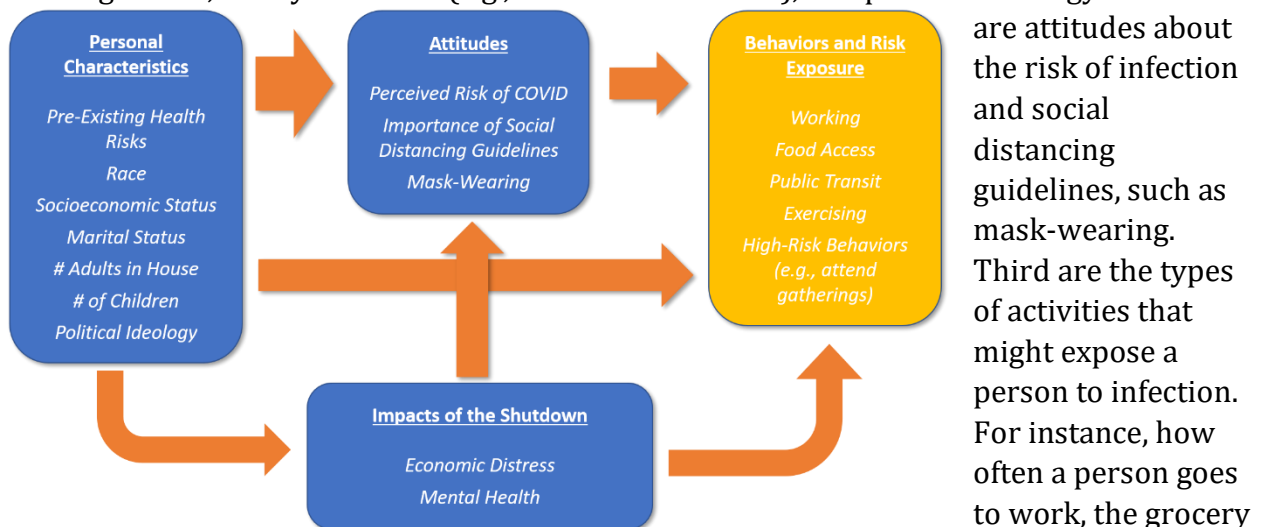 Personal
Characteristics
Pre-Existing Health
Risks
Race
Socioeconomic Status
Marital Status
# Adults in House
# of Children
Political Ideology
Attitudes
Perceived Risk of COVID
Importance of Social
Distancing Guidelines
Mask-Wearing
Behaviors and Risk
Exposure
Working
Food Access
Public Transit
Exercising
High-Risk Behaviors
(e.g., attend
gatherings)
Impacts of the Shutdown
Economic Distress
Mental Health
are attitudes about
the risk of infection
and social
distancing
guidelines, such as
mask-wearing.
Third are the types
of activities that
might expose a
person to infection.
For instance, how
often a person goes
to work, the grocery